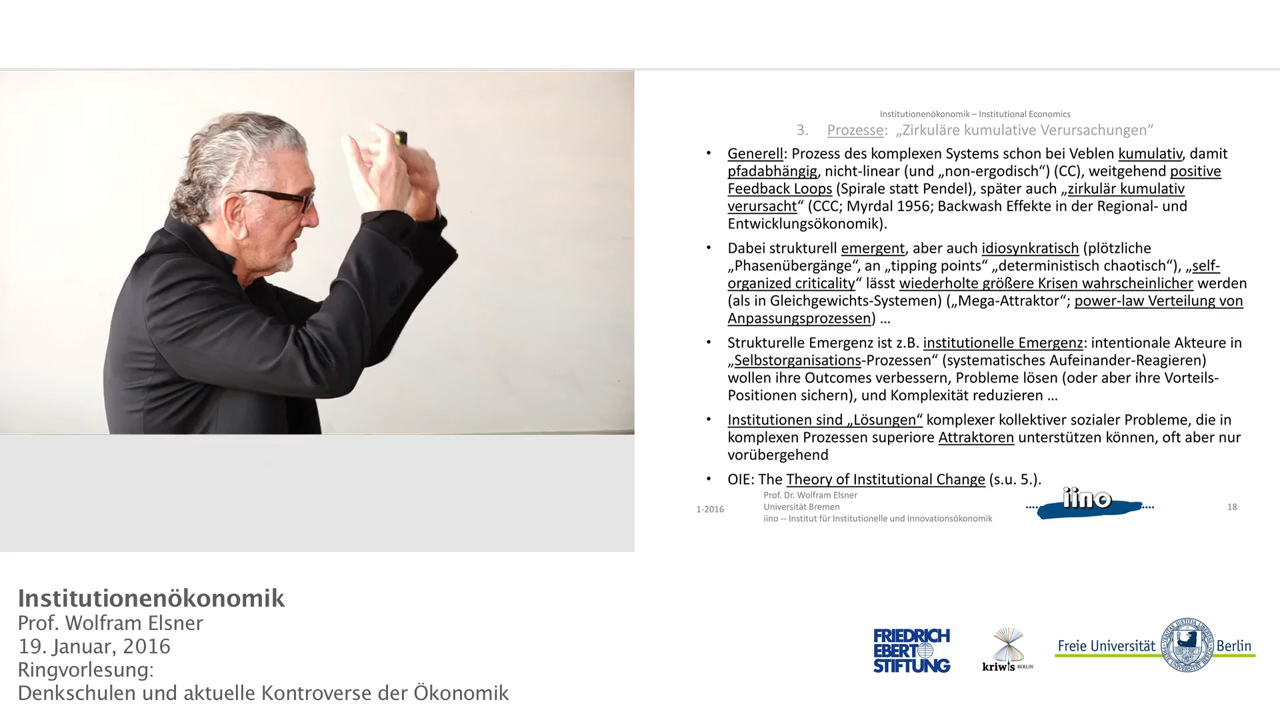 Institutionenökonomik – Institutional Economics
3. Prozesse: „Zirkuläre kumulative Verursachungen“
• Generell: Prozess des komplexen Systems schon bei Veblen kumulativ, damit
pfadabhängig, nicht-linear (und „non-ergodisch“) (CC), weitgehend positive
Feedback Loops (Spirale statt Pendel), später auch „zirkulär kumulativ
verursacht“ (CCC; Myrdal 1956; Backwash Effekte in der Regional- und
Entwicklungsökonomik).
• Dabei strukturell emergent, aber auch idiosynkratisch (plötzliche
„Phasenübergänge“, an „tipping points“ „deterministisch chaotisch“), „self-
organized criticality“ lässt wiederholte größere Krisen wahrscheinlicher werden
(als in Gleichgewichts-Systemen) („Mega-Attraktor“; power-law Verteilung von
Anpassungsprozessen) ...
• Strukturelle Emergenz ist z.B. institutionelle Emergenz: intentionale Akteure in
„Selbstorganisations-Prozessen“ (systematisches Aufeinander-Reagieren)
wollen ihre Outcomes verbessern, Probleme lösen (oder aber ihre Vorteils-
Positionen sichern), und Komplexität reduzieren ...
• Institutionen sind „Lösungen“ komplexer kollektiver sozialer Probleme, die in
komplexen Prozessen superiore Attraktoren unterstützen können, oft aber nur
vorübergehend
• OIE: The Theory of Institutional Change (s.u. 5.).
1-2016
Prof. Dr. Wolfram Elsner
Universität Bremen
iino -- Institut für Institutionelle und Innovationsökonomik
iino
18
Institutionenökonomik
Prof. Wolfram Elsner
19. Januar, 2016
Ringvorlesung:
Denkschulen und aktuelle Kontroverse der Ökonomik
FRIEDRICH
EBERT
STIFTUNG
kriwis BERLIN
Freie Universität Berlin